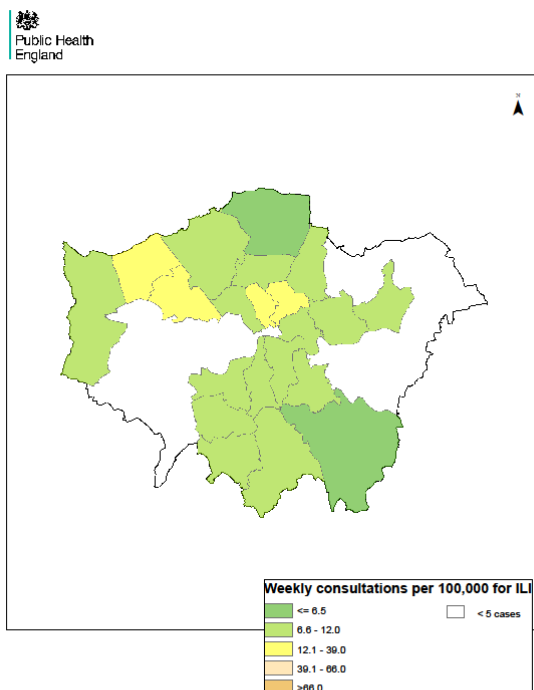 Public Health
England
N
Weekly consultations per 100,000 for ILI
<= 6.5
< 5 cases
6.6 - 12.0
12.1 - 39.0
39.1 - 66.0
>66.0